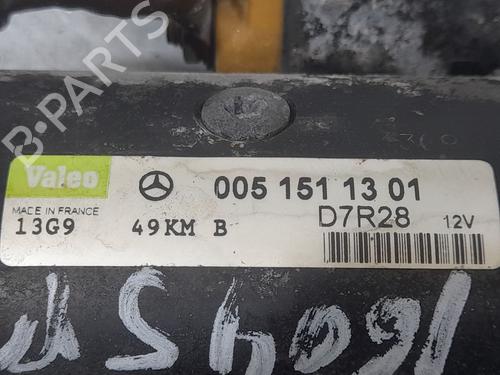 B-PARTS
Valeo 005 151 13 01
MADE IN FRANCE D7R28 12V
13G9 49KM B